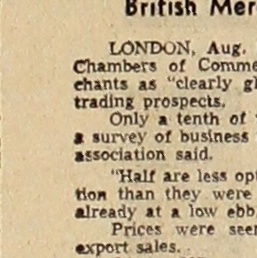 British Mer
LONDON, Aug.
Chambers of Comme
chants as "clearly gl
trading prospects.
Only a tenth of
a survey of business
association said.
"Half are less opt
tion than they were
already at a low ebb
Prices were seen
export sales.